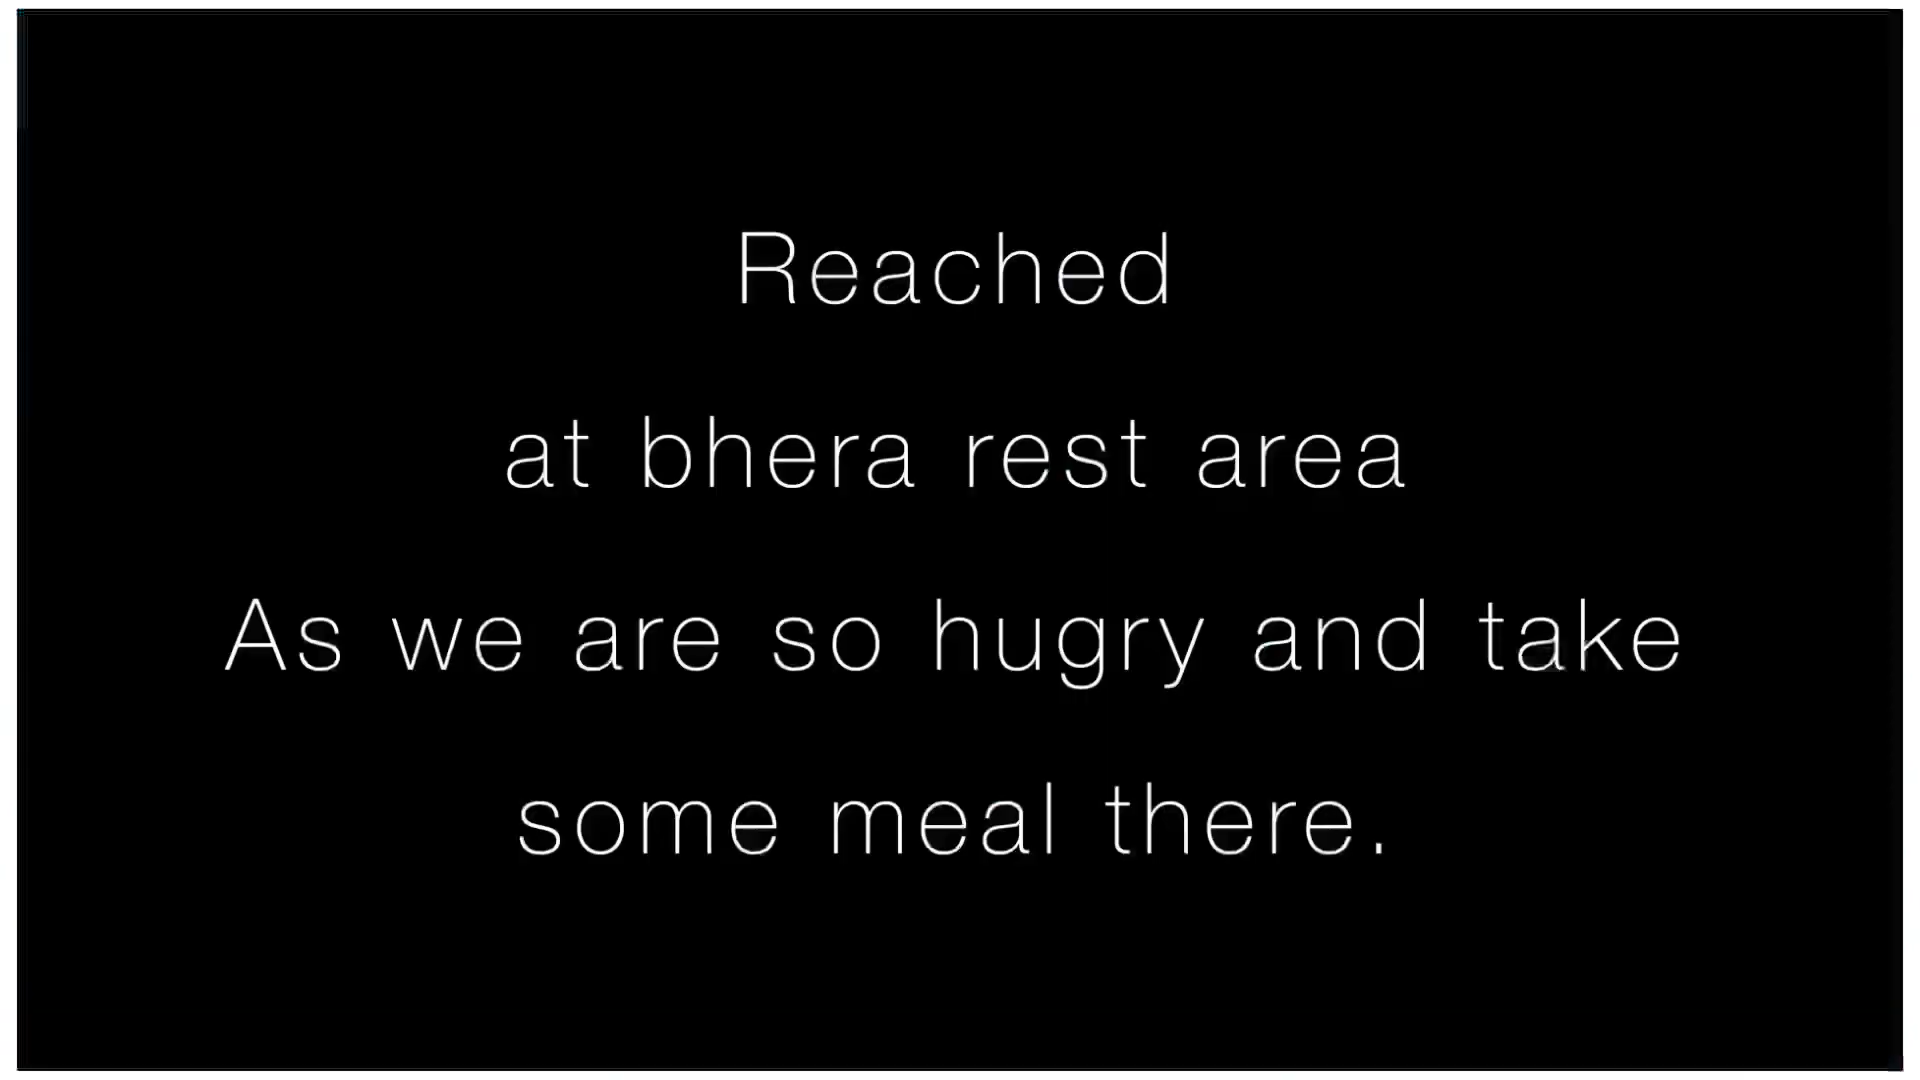 Reached
at bhera rest area
As we are so hugry and take
some meal there.